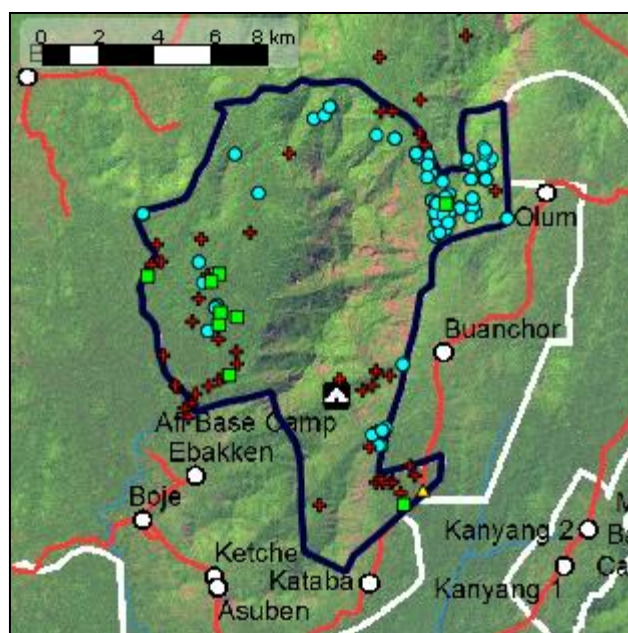 0 2 4 6 8 km
Olum
Buanchor
Afi Base Camp
Ebakken
Boje
Kanyang 2
Ketche
Kataba
Kanyang 1
Asuben